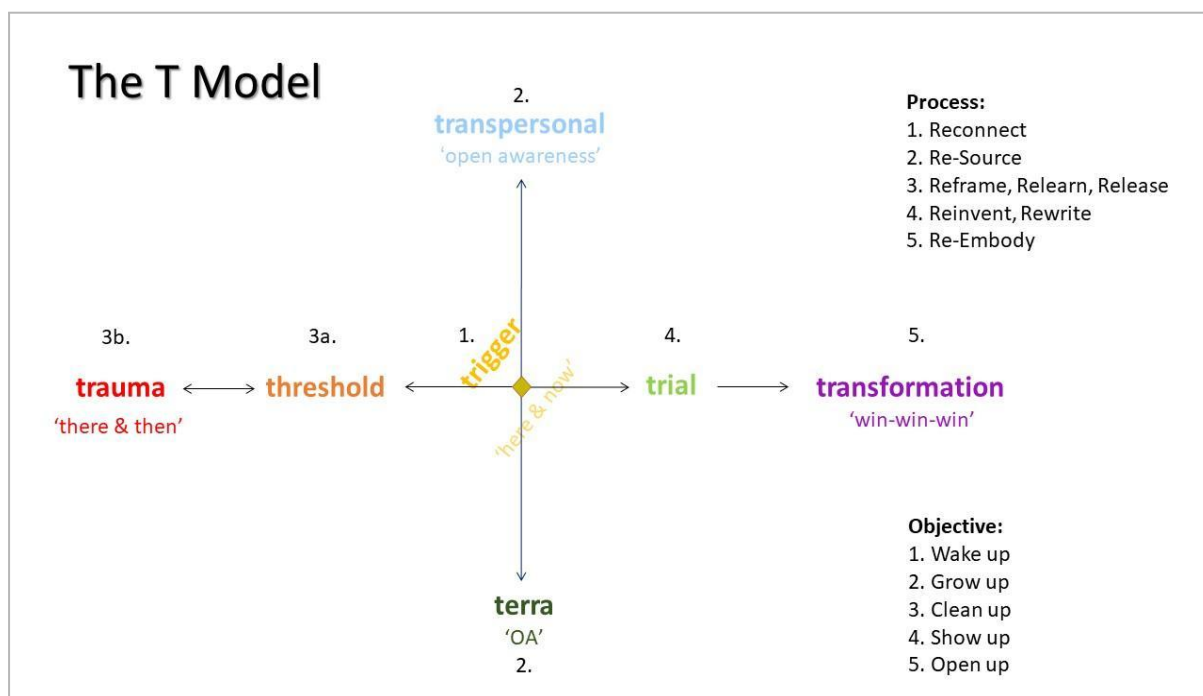 The T Model
2.
transpersonal
‘open awareness’
Process:
1. Reconnect
2. Re-Source
3. Reframe, Relearn, Release
4. Reinvent, Rewrite
5. Re-Embody
3b.
3a.
1.
trigger
4.
5.
trauma
threshold
trial
transformation
‘there & then’
‘here & now’
‘win-win-win’
terra
‘OA’
2.
Objective:
1. Wake up
2. Grow up
3. Clean up
4. Show up
5. Open up